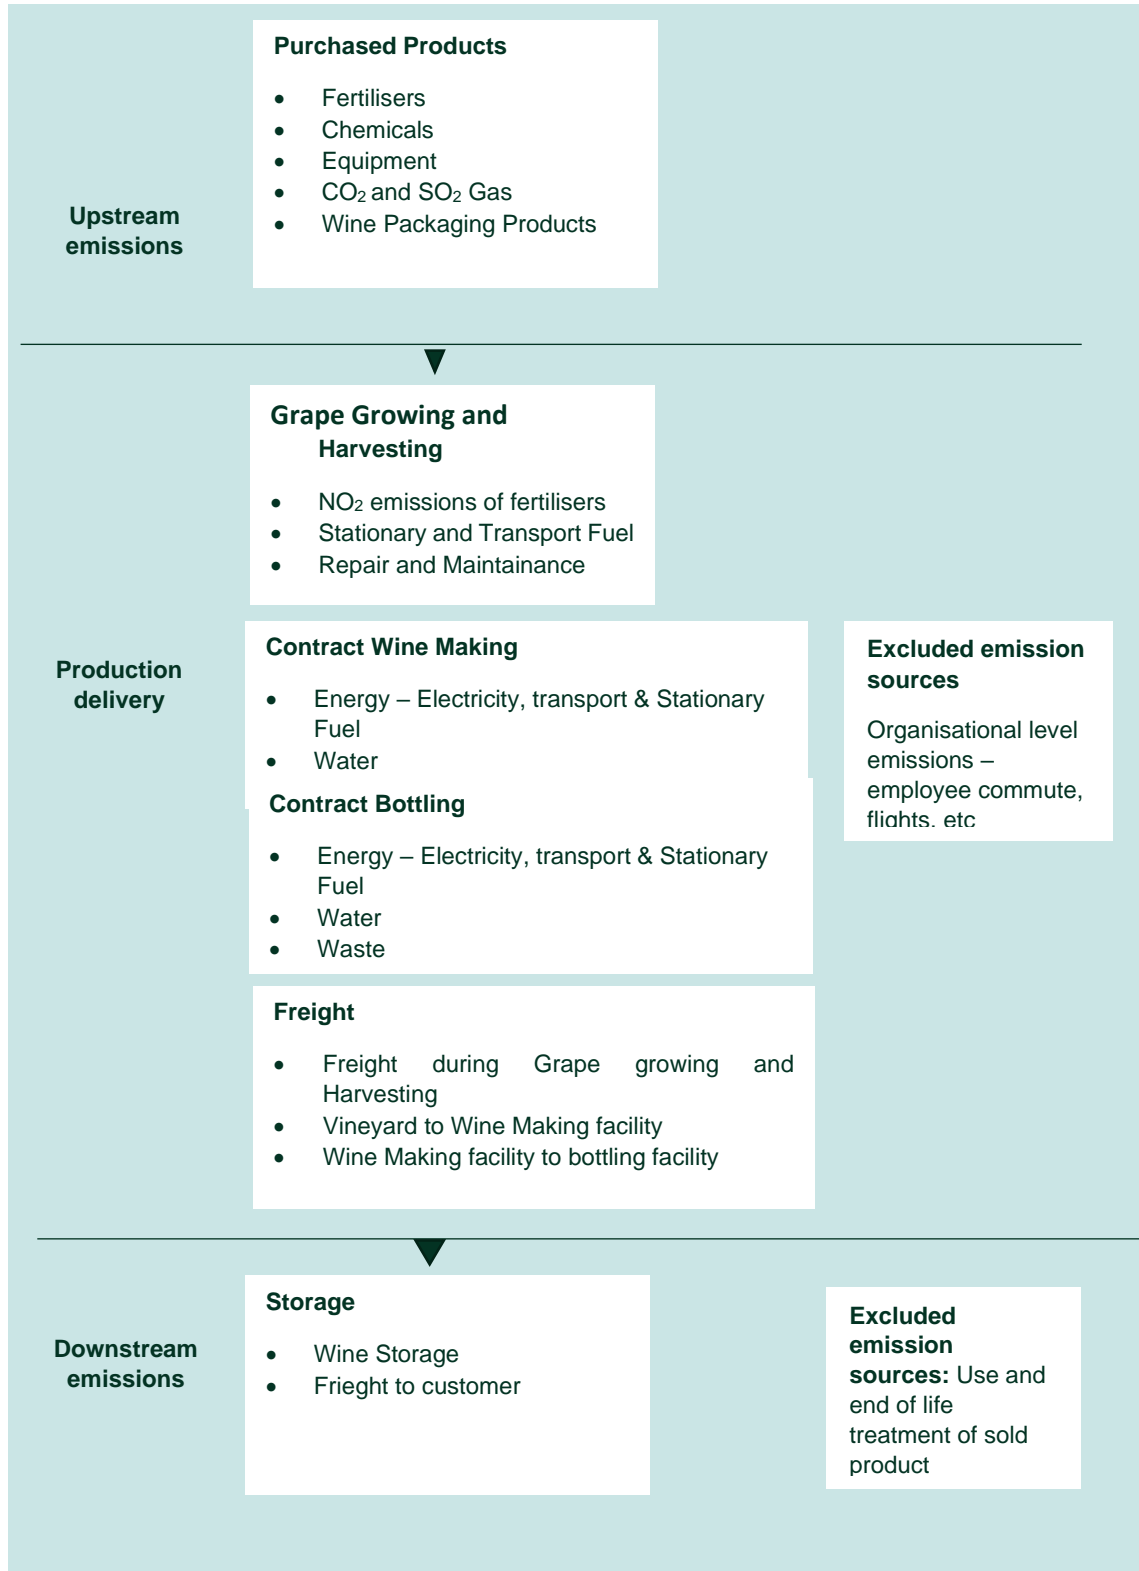 Purchased Products
• Fertilisers
• Chemicals
• Equipment
• CO₂ and SO₂ Gas
• Wine Packaging Products
Upstream
emissions
Grape Growing and
Harvesting
• NO₂ emissions of fertilisers
• Stationary and Transport Fuel
• Repair and Maintainance
Production
delivery
Contract Wine Making
• Energy – Electricity, transport & Stationary
Fuel
• Water
Contract Bottling
• Energy – Electricity, transport & Stationary
Fuel
• Water
• Waste
Excluded emission
sources
Organisational level
emissions –
employee commute,
flights, etc
Freight
• Freight during Grape growing and
Harvesting
• Vineyard to Wine Making facility
• Wine Making facility to bottling facility
Downstream
emissions
Storage
• Wine Storage
• Frieght to customer
Excluded
emission
sources: Use and
end of life
treatment of sold
product